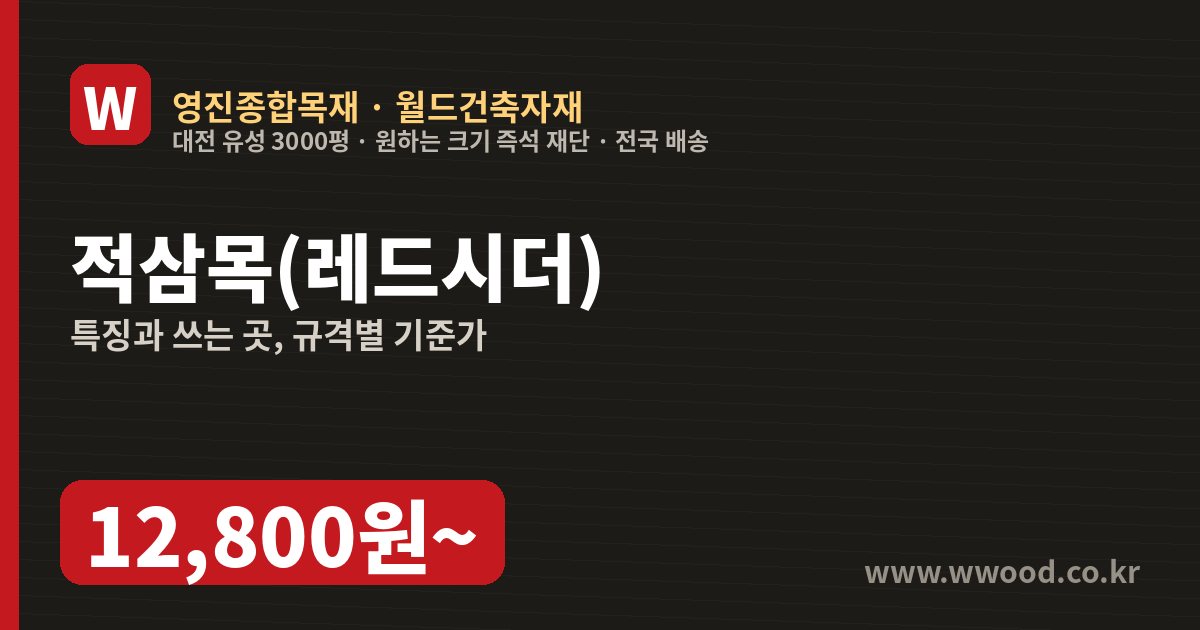 W
영진종합목재 · 월드건축자재
대전 유성 3000평 · 원하는 크기 즉석 재단 · 전국 배송
적삼목(레드시더)
특징과 쓰는 곳, 규격별 기준가
12,800원~
www.wwood.co.kr